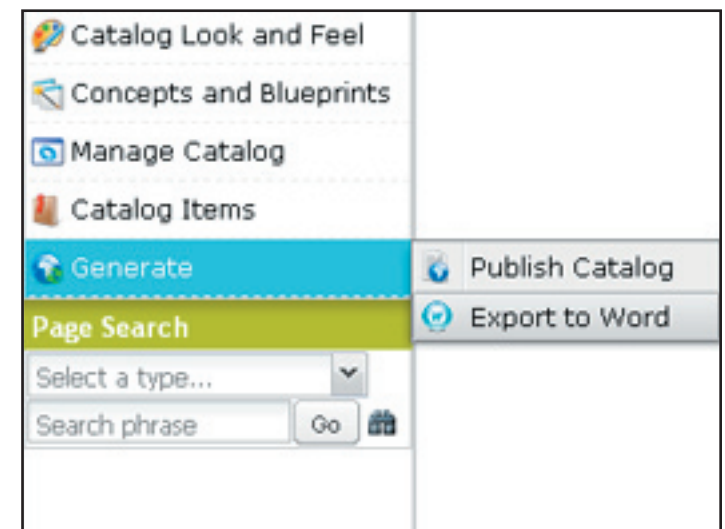 Catalog Look and Feel
Concepts and Blueprints
Manage Catalog
Catalog Items
Generate
Publish Catalog
Export to Word
Page Search
Select a type...
Search phrase
Go